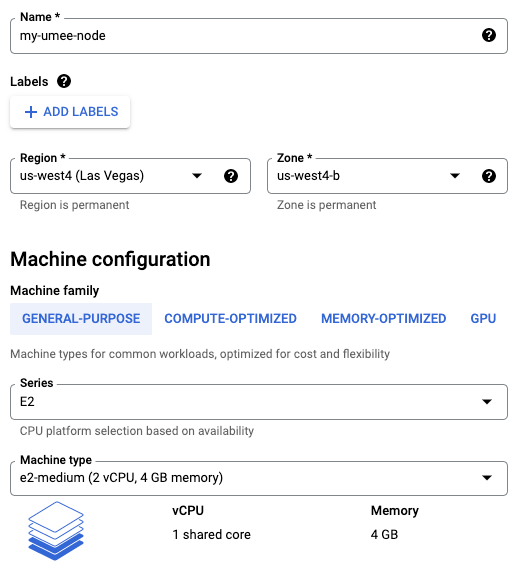 Name *
my-umee-node
?
Labels ?
+ ADD LABELS
Region * Zone *
us-west4 (Las Vegas) ? us-west4-b ?
Region is permanent Zone is permanent
Machine configuration
Machine family
GENERAL-PURPOSE COMPUTE-OPTIMIZED MEMORY-OPTIMIZED GPU
Machine types for common workloads, optimized for cost and flexibility
Series
E2
CPU platform selection based on availability
Machine type
e2-medium (2 vCPU, 4 GB memory)
vCPU Memory
1 shared core 4 GB